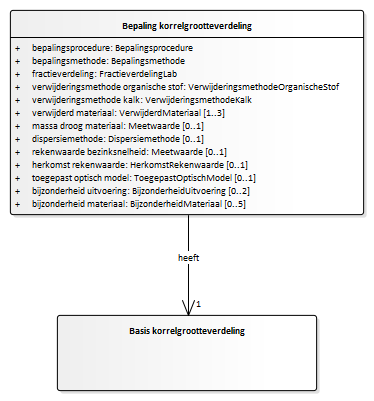 Bepaling korrelgrootteverdeling
+ bepalingsprocedure: Bepalingsprocedure
+ bepalingsmethode: Bepalingsmethode
+ fractieverdeling: FractieverdelingLab
+ verwijderingsmethode organische stof: VerwijderingsmethodeOrganischeStof
+ verwijderingsmethode kalk: VerwijderingsmethodeKalk
+ verwijderd materiaal: VerwijderdMateriaal [1..3]
+ massa droog materiaal: Meetwaarde [0..1]
+ dispersiemethode: Dispersiemethode [0..1]
+ rekenwaarde bezinksnelheid: Meetwaarde [0..1]
+ herkomst rekenwaarde: HerkomstRekenwaarde [0..1]
+ toegepast optisch model: ToegepastOptischModel [0..1]
+ bijzonderheid uitvoering: BijzonderheidUitvoering [0..2]
+ bijzonderheid materiaal: BijzonderheidMateriaal [0..5]
heeft
1
Basis korrelgrootteverdeling